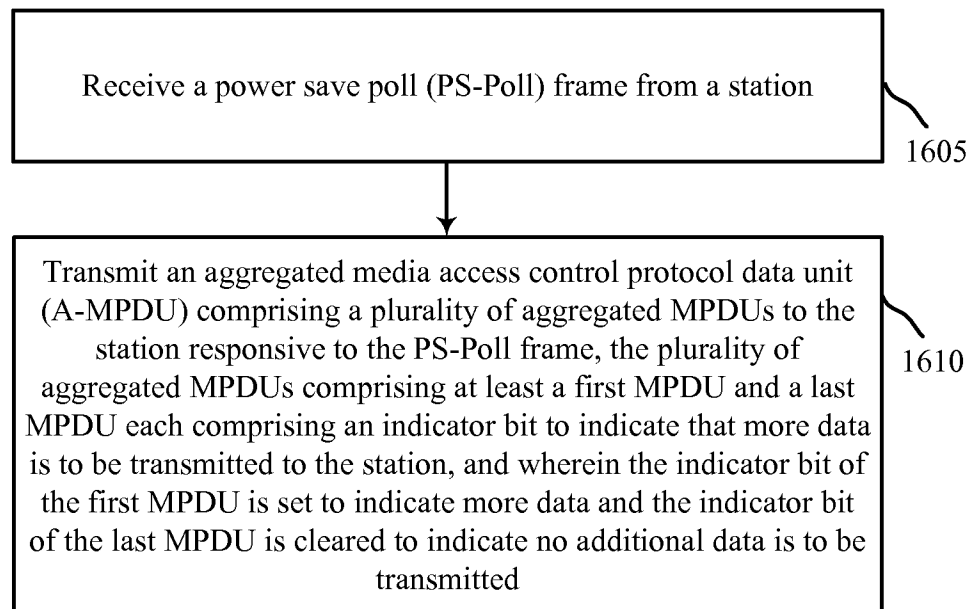 Receive a power save poll (PS-Poll) frame from a station
1605
Transmit an aggregated media access control protocol data unit
(A-MPDU) comprising a plurality of aggregated MPDUs to the
station responsive to the PS-Poll frame, the plurality of
aggregated MPDUs comprising at least a first MPDU and a last
MPDU each comprising an indicator bit to indicate that more data
is to be transmitted to the station, and wherein the indicator bit of
the first MPDU is set to indicate more data and the indicator bit
of the last MPDU is cleared to indicate no additional data is to be
transmitted
1610